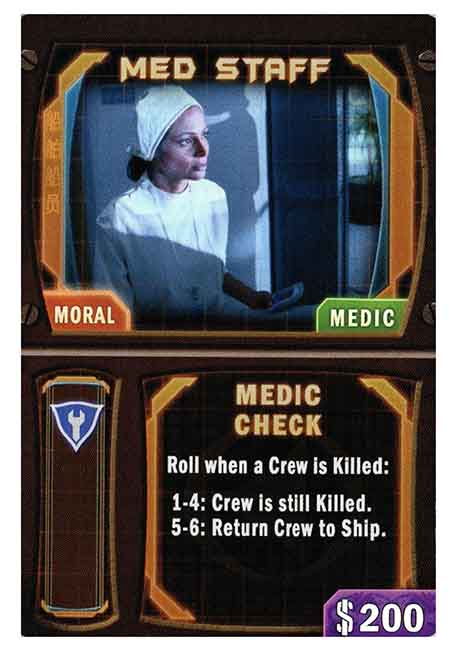 MED STAFF
MORAL
MEDIC
MEDIC
CHECK
Roll when a Crew is Killed:
1-4: Crew is still Killed.
5-6: Return Crew to Ship.
$200